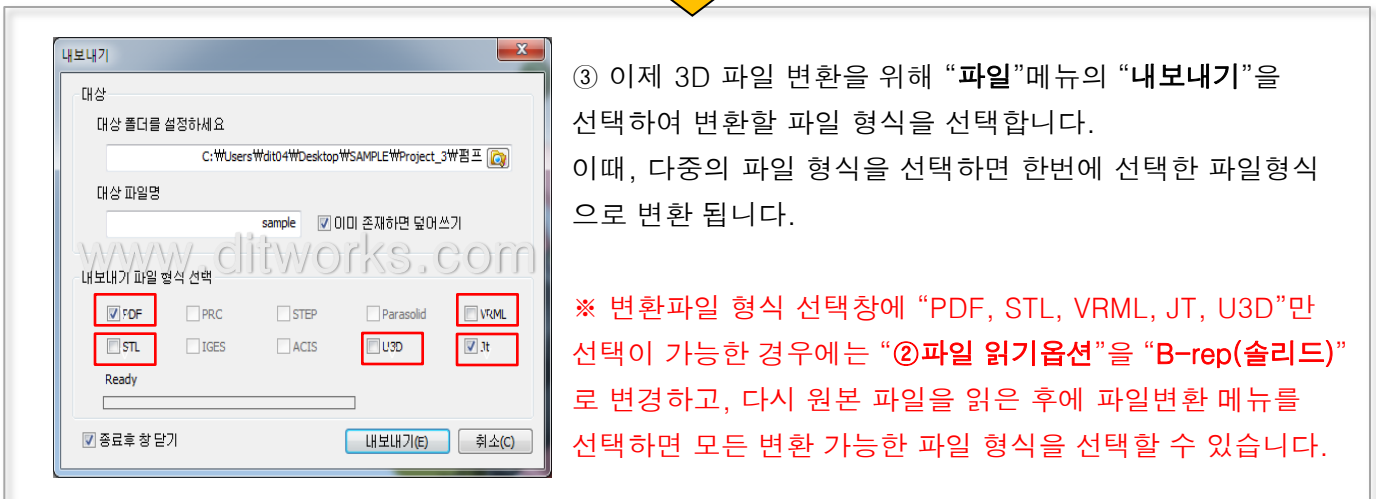 내보내기
대상
대상 폴더를 설정하세요
C:₩Users₩dit04₩Desktop₩SAMPLE₩Project_3₩펌프
대상 파일명
sample 이미 존재하면 덮어쓰기
www.ditworks.com
내보내기 파일 형식 선택
PDF PRC STEP Parasolid VRML
STL IGES ACIS U3D Jt
Ready
종료후 창 닫기 내보내기(E) 취소(C)
③ 이제 3D 파일 변환을 위해 “파일”메뉴의 “내보내기”을
선택하여 변환할 파일 형식을 선택합니다.
이때, 다중의 파일 형식을 선택하면 한번에 선택한 파일형식
으로 변환 됩니다.
※ 변환파일 형식 선택창에 “PDF, STL, VRML, JT, U3D”만
선택이 가능한 경우에는 “②파일 읽기옵션”을 “B-rep(솔리드)”
로 변경하고, 다시 원본 파일을 읽은 후에 파일변환 메뉴를
선택하면 모든 변환 가능한 파일 형식을 선택할 수 있습니다.